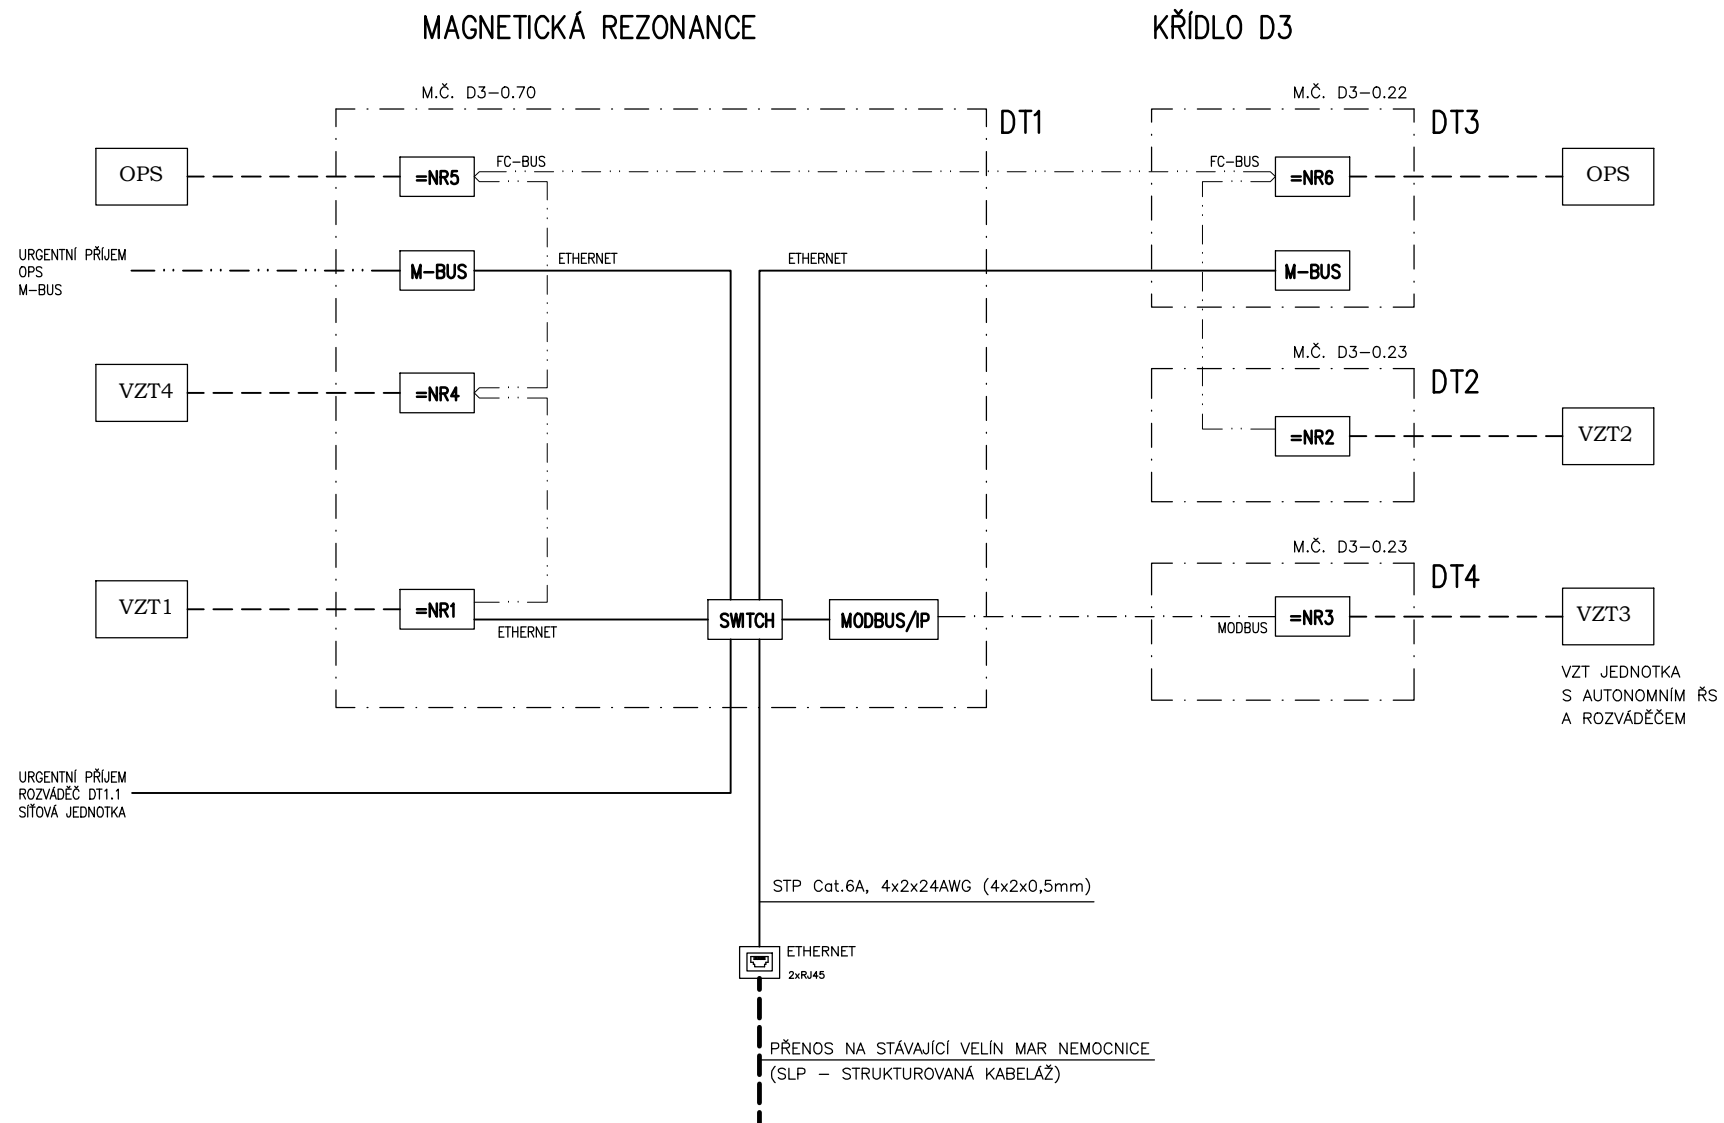 MAGNETICKÁ REZONANCE
KŘÍDLO D3
M.Č. D3-0.70
M.Č. D3-0.22
DT1
DT3
OPS
=NR5
FC-BUS
FC-BUS
=NR6
OPS
URGENTNÍ PŘÍJEM
OPS
M-BUS
M-BUS
ETHERNET
ETHERNET
M-BUS
M.Č. D3-0.23
DT2
VZT4
=NR4
=NR2
VZT2
M.Č. D3-0.23
DT4
VZT1
=NR1
ETHERNET
SWITCH
MODBUS/IP
MODBUS
=NR3
VZT3
VZT JEDNOTKA
S AUTONOMNÍM ŘS
A ROZVÁDĚČEM
URGENTNÍ PŘÍJEM
ROZVÁDĚČ DT1.1
SÍŤOVÁ JEDNOTKA
STP Cat.6A, 4x2x24AWG (4x2x0,5mm)
ETHERNET
2xRJ45
PŘENOS NA STÁVAJÍCÍ VELÍN MAR NEMOCNICE
(SLP - STRUKTUROVANÁ KABELÁŽ)